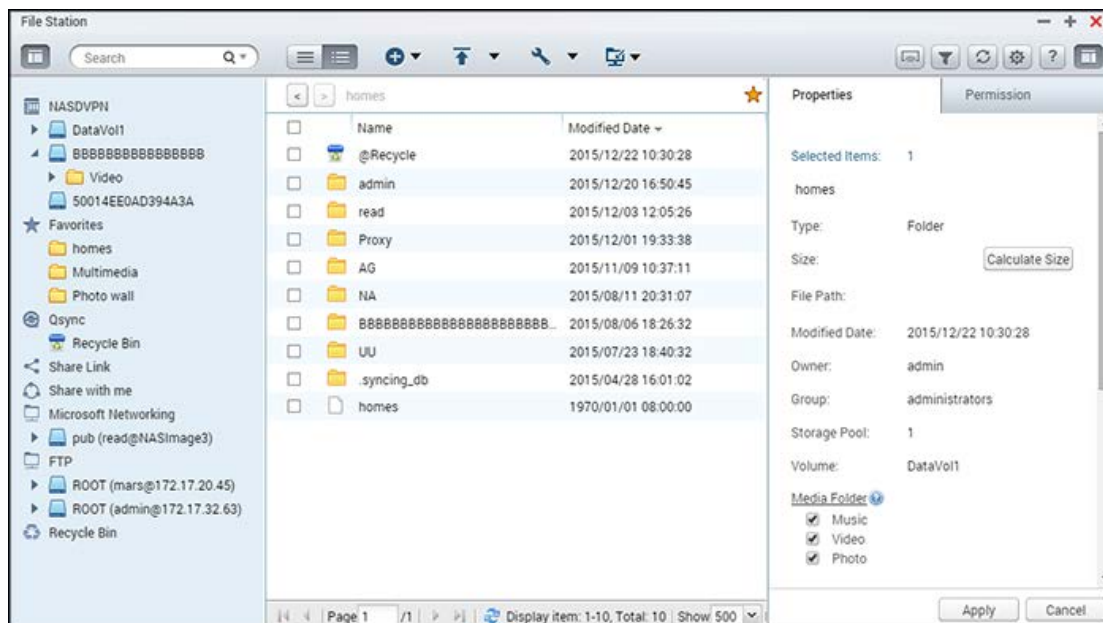 File Station
Search
NASDVPN
DataVol1
BBBBBBBBBBBBBBBB
Video
50014EE0AD394A3A
Favorites
homes
Multimedia
Photo wall
Qsync
Recycle Bin
Share Link
Share with me
Microsoft Networking
pub (read@NASImage3)
FTP
ROOT (mars@172.17.20.45)
ROOT (admin@172.17.32.63)
Recycle Bin
homes
Name Modified Date
@Recycle 2015/12/22 10:30:28
admin 2015/12/20 16:50:45
read 2015/12/03 12:05:26
Proxy 2015/12/01 19:33:38
AG 2015/11/09 10:37:11
NA 2015/08/11 20:31:07
BBBBBBBBBBBBBBBBBBBBBBBB... 2015/08/06 18:26:32
UU 2015/07/23 18:40:32
.syncing_db 2015/04/28 16:01:02
homes 1970/01/01 08:00:00
Page 1 /1 Display item: 1-10, Total: 10 Show 500
Properties Permission
Selected Items: 1
homes
Type: Folder
Size: Calculate Size
File Path:
Modified Date: 2015/12/22 10:30:28
Owner: admin
Group: administrators
Storage Pool: 1
Volume: DataVol1
Media Folder
Music
Video
Photo
Apply Cancel